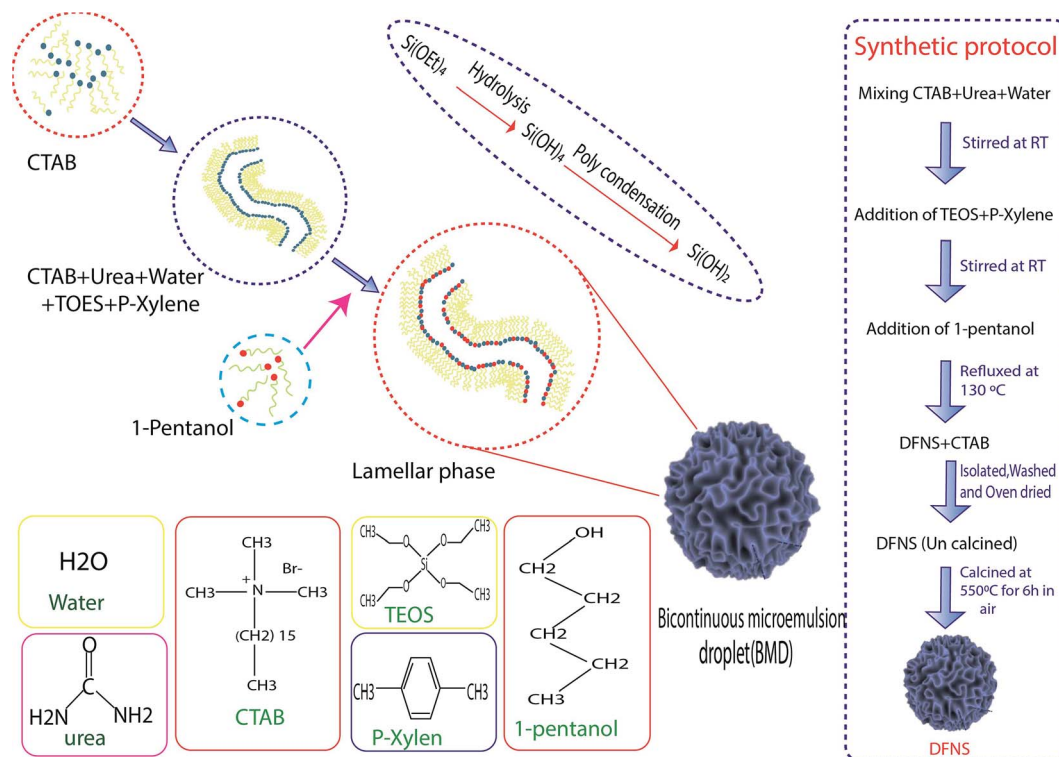 CTAB
CTAB+Urea+Water
+TOES+P-Xylene
1-Pentanol
Lamellar phase
Si(OEt)4
Hydrolysis
Si(OH)4
Poly condensation
Si(OH)2
Bicontinuous microemulsion
droplet(BMD)
H2O
Water
O
C
H2N
NH2
urea
CH3
Br-
+
CH3
N
CH3
(CH2) 15
CH3
CTAB
CH3
CH3
O
O
Si
O
O
CH3
CH3
TEOS
CH3
CH3
P-Xylen
OH
CH2
CH2
CH2
CH2
CH3
1-pentanol
Synthetic protocol
Mixing CTAB+Urea+Water
Stirred at RT
Addition of TEOS+P-Xylene
Stirred at RT
Addition of 1-pentanol
Refluxed at
130 ºC
DFNS+CTAB
Isolated,Washed
and Oven dried
DFNS (Un calcined)
Calcined at
550ºC for 6h in
air
DFNS